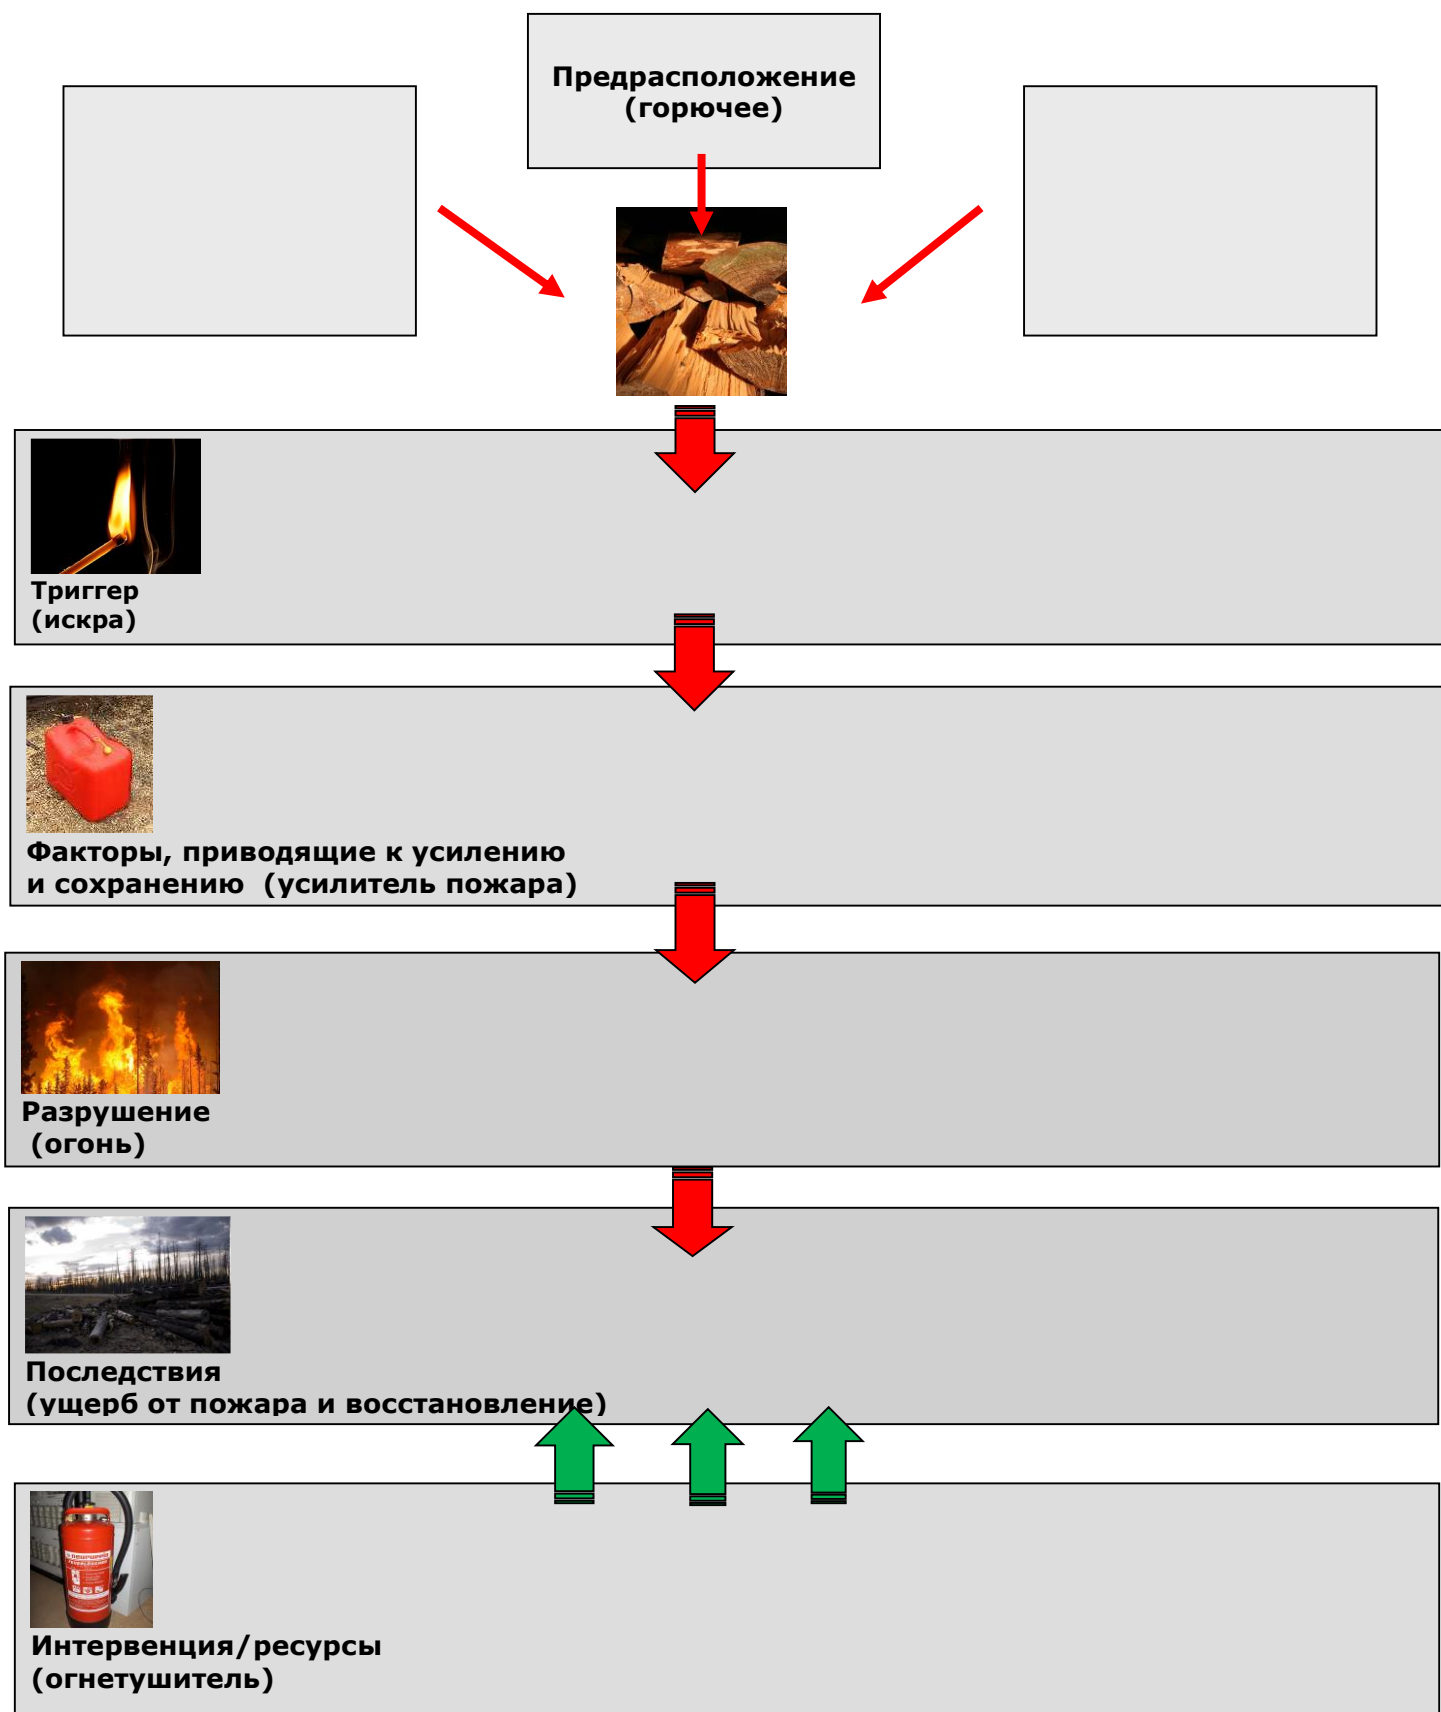 Предрасположение
(горючее)
Триггер
(искра)
Факторы, приводящие к усилению
и сохранению (усилитель пожара)
Разрушение
(огонь)
Последствия
(ущерб от пожара и восстановление)
Интервенция/ресурсы
(огнетушитель)